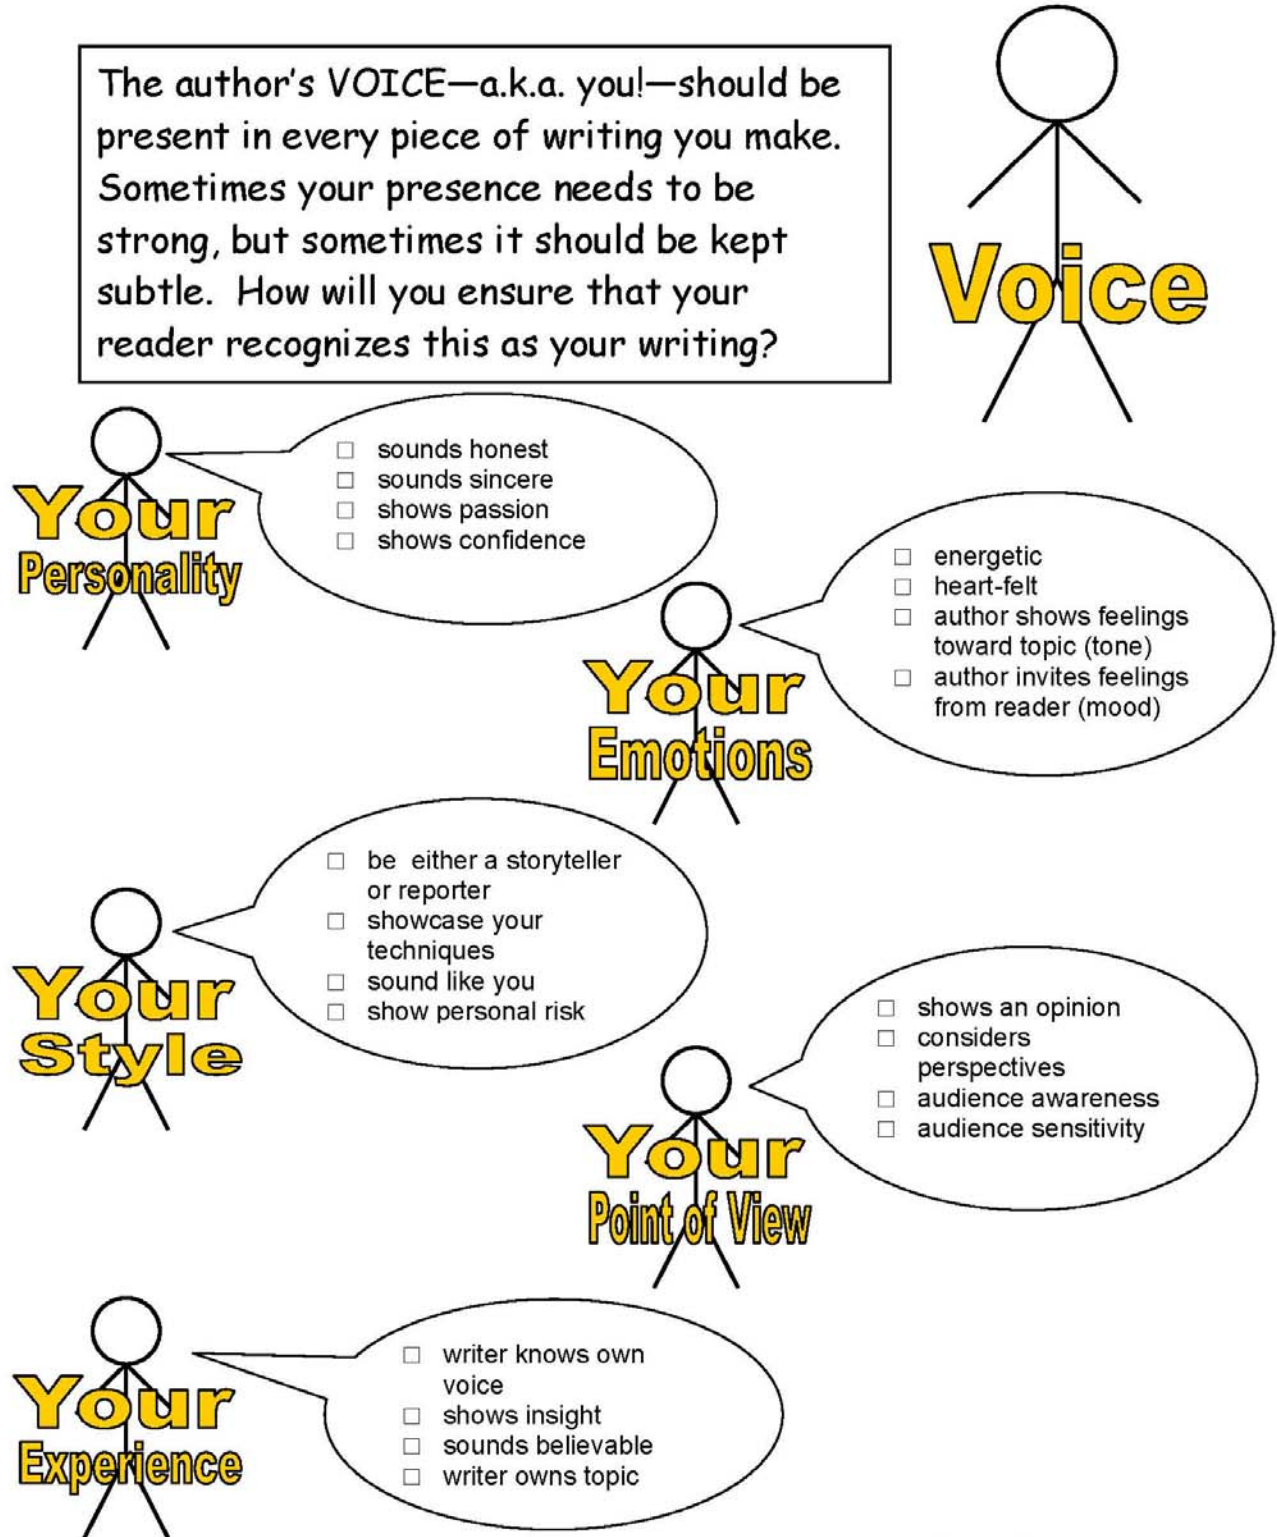 The author's VOICE—a.k.a. you!—should be
present in every piece of writing you make.
Sometimes your presence needs to be
strong, but sometimes it should be kept
subtle.  How will you ensure that your
reader recognizes this as your writing?
Voice
Your
Personality
□ sounds honest
□ sounds sincere
□ shows passion
□ shows confidence
Your
Emotions
□ energetic
□ heart-felt
□ author shows feelings
toward topic (tone)
□ author invites feelings
from reader (mood)
Your
Style
□ be  either a storyteller
or reporter
□ showcase your
techniques
□ sound like you
□ show personal risk
Your
Point of View
□ shows an opinion
□ considers
perspectives
□ audience awareness
□ audience sensitivity
Your
Experience
□ writer knows own
voice
□ shows insight
□ sounds believable
□ writer owns topic